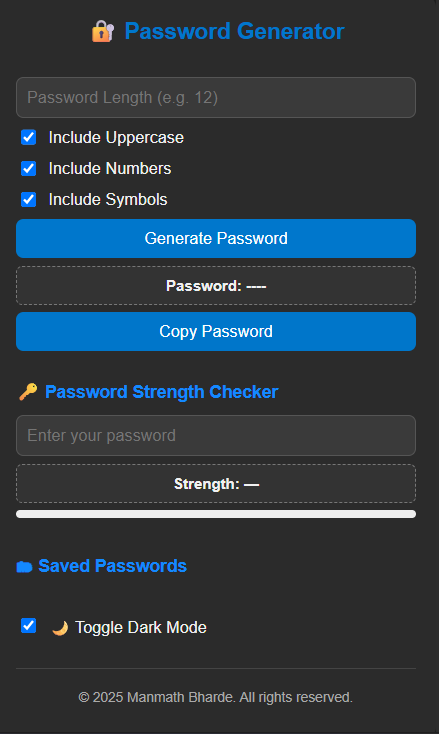 Password Generator
Password Length (e.g. 12)
Include Uppercase
Include Numbers
Include Symbols
Generate Password
Password: ----
Copy Password
Password Strength Checker
Enter your password
Strength: —
Saved Passwords
Toggle Dark Mode
© 2025 Manmath Bharde. All rights reserved.